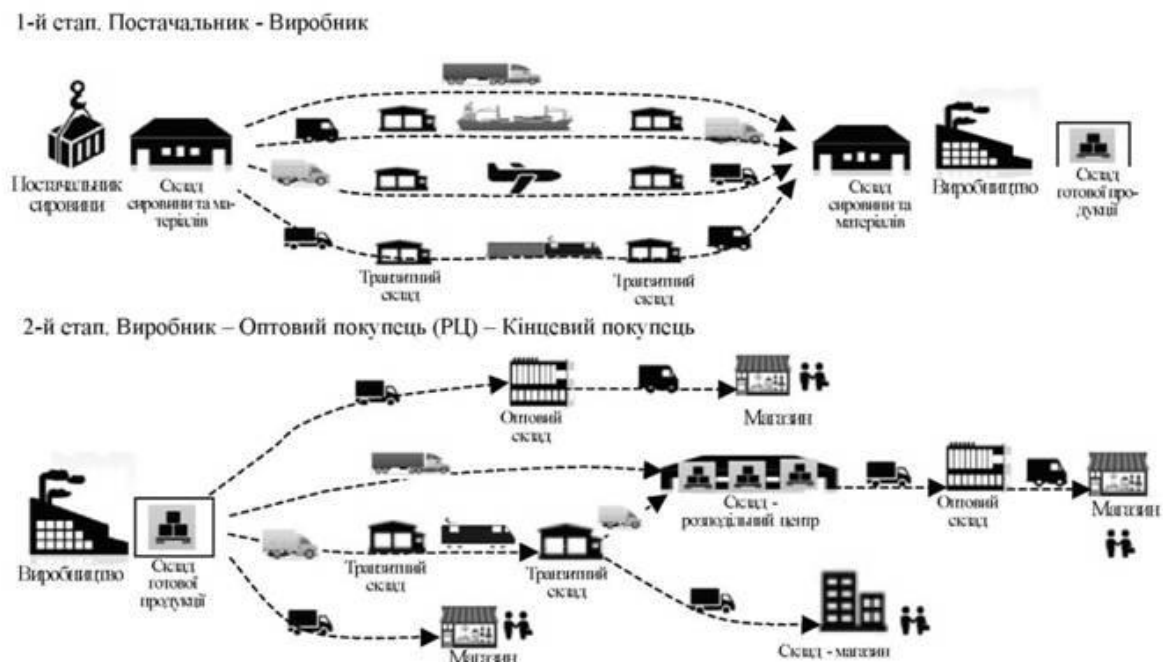 1-й етап. Постачальник - Виробник
Постачальник
сировини
Склад
сировини та ма-
теріалів
Склад
сировини та
матеріалів
Виробництво
Склад
готової про-
дукції
Транзитний
склад
Транзитний
склад
2-й етап. Виробник – Оптовий покупець (РЦ) – Кінцевий покупець
Оптовий
склад
Магазин
Склад -
розподільний центр
Оптовий
склад
Магазин
Виробництво
Склад
готової
продукції
Транзитний
склад
Транзитний
склад
Магазин
Склад - магазин